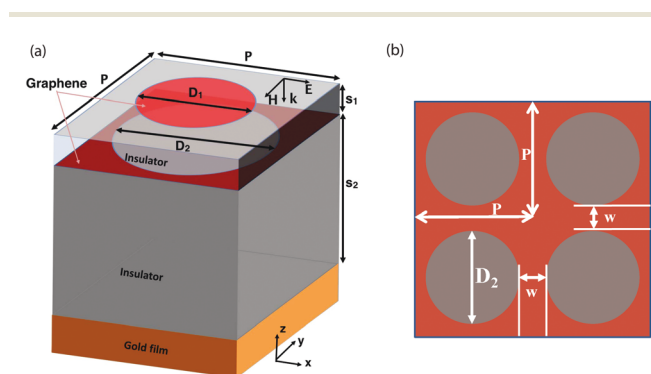 (a)
P
P
Graphene
D1
E
H
k
s1
D2
Insulator
s2
Insulator
Gold film
z
y
x
(b)
P
P
w
D2
w